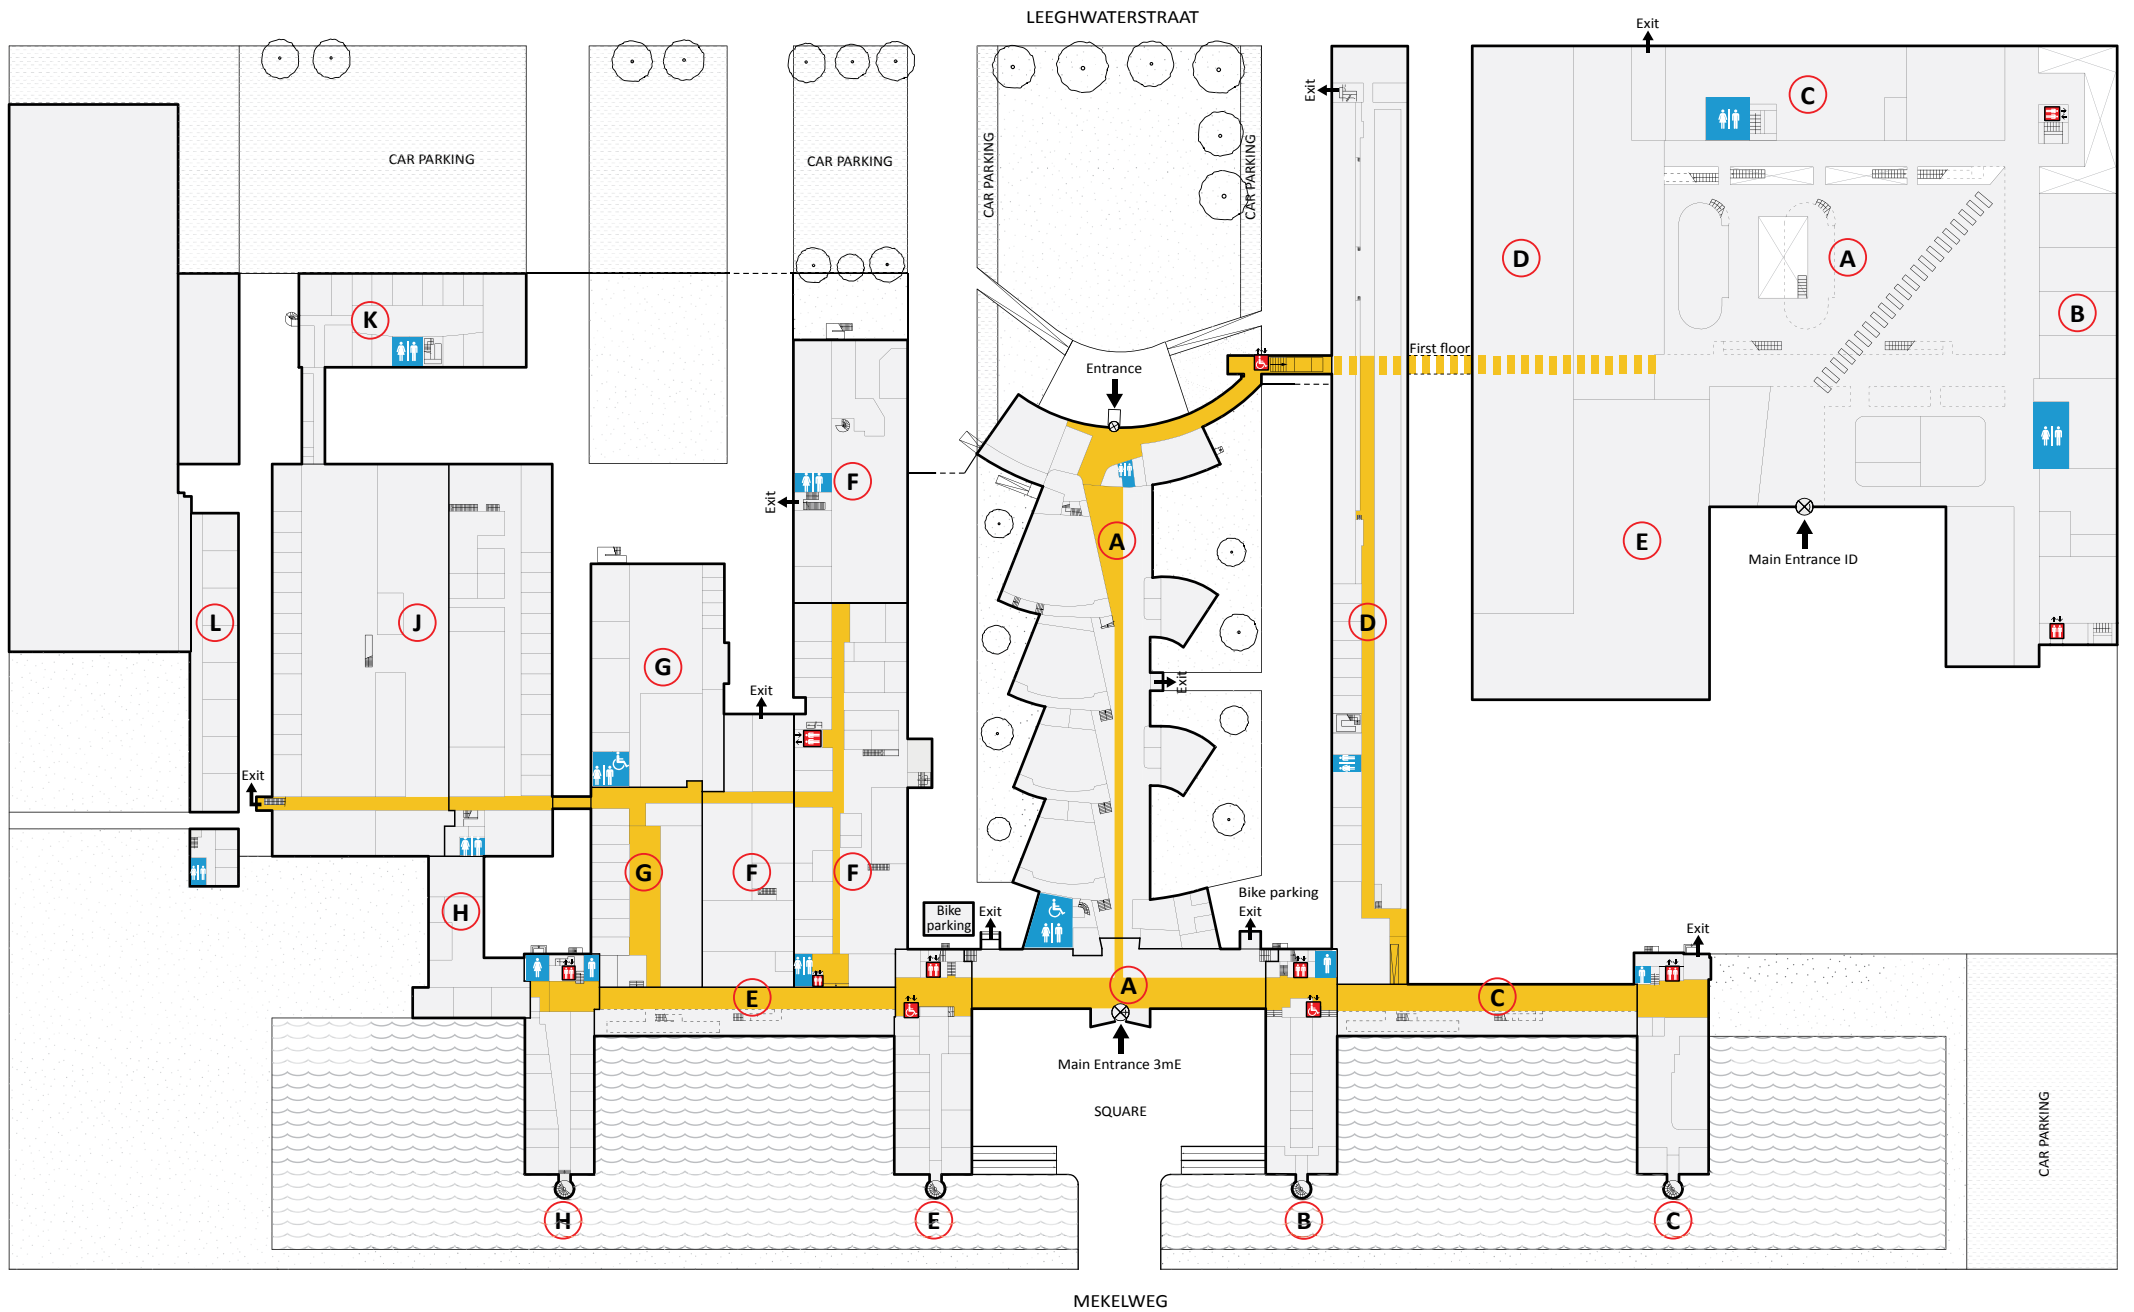 LEEGHWATERSTRAAT
Exit
Exit
C
CAR PARKING
CAR PARKING
CAR PARKING
CAR PARKING
D
A
B
K
First floor
Entrance
F
Exit
A
E
Main Entrance ID
L
J
D
G
Exit
Exit
Exit
G
F
F
H
Bike parking
Bike
parking
Exit
Exit
Exit
E
A
C
Main Entrance 3mE
SQUARE
CAR PARKING
H
E
B
C
MEKELWEG